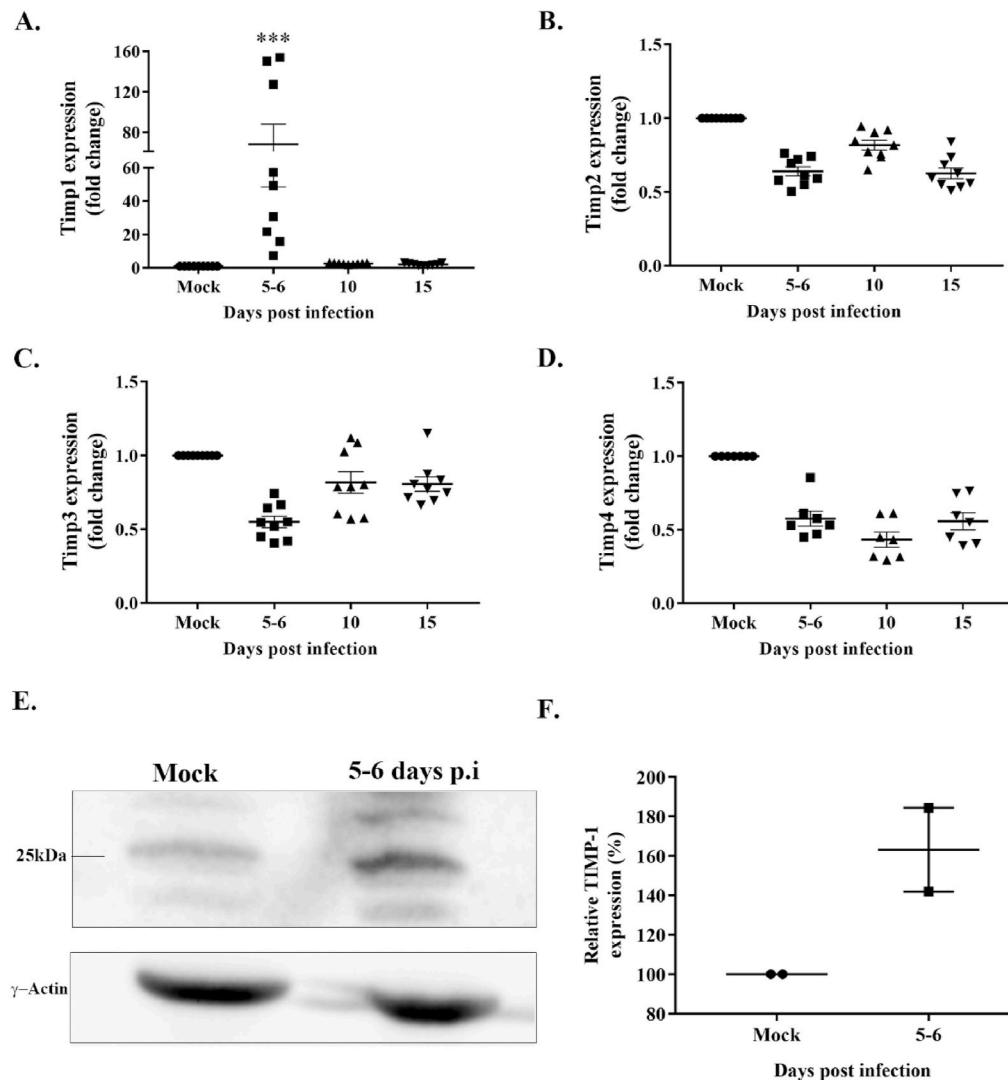 A.
***
Timp1 expression
(fold change)
160
120
80
60
40
20
0
Mock 5-6 10 15
Days post infection
B.
Timp2 expression
(fold change)
1.5
1.0
0.5
0.0
Mock 5-6 10 15
Days post infection
C.
Timp3 expression
(fold change)
1.5
1.0
0.5
0.0
Mock 5-6 10 15
Days post infection
D.
Timp4 expression
(fold change)
1.5
1.0
0.5
0.0
Mock 5-6 10 15
Days post infection
E.
Mock 5-6 days p.i
25kDa
γ–Actin
F.
Relative TIMP-1
expression (%)
200
180
160
140
120
100
80
Mock 5-6
Days post infection